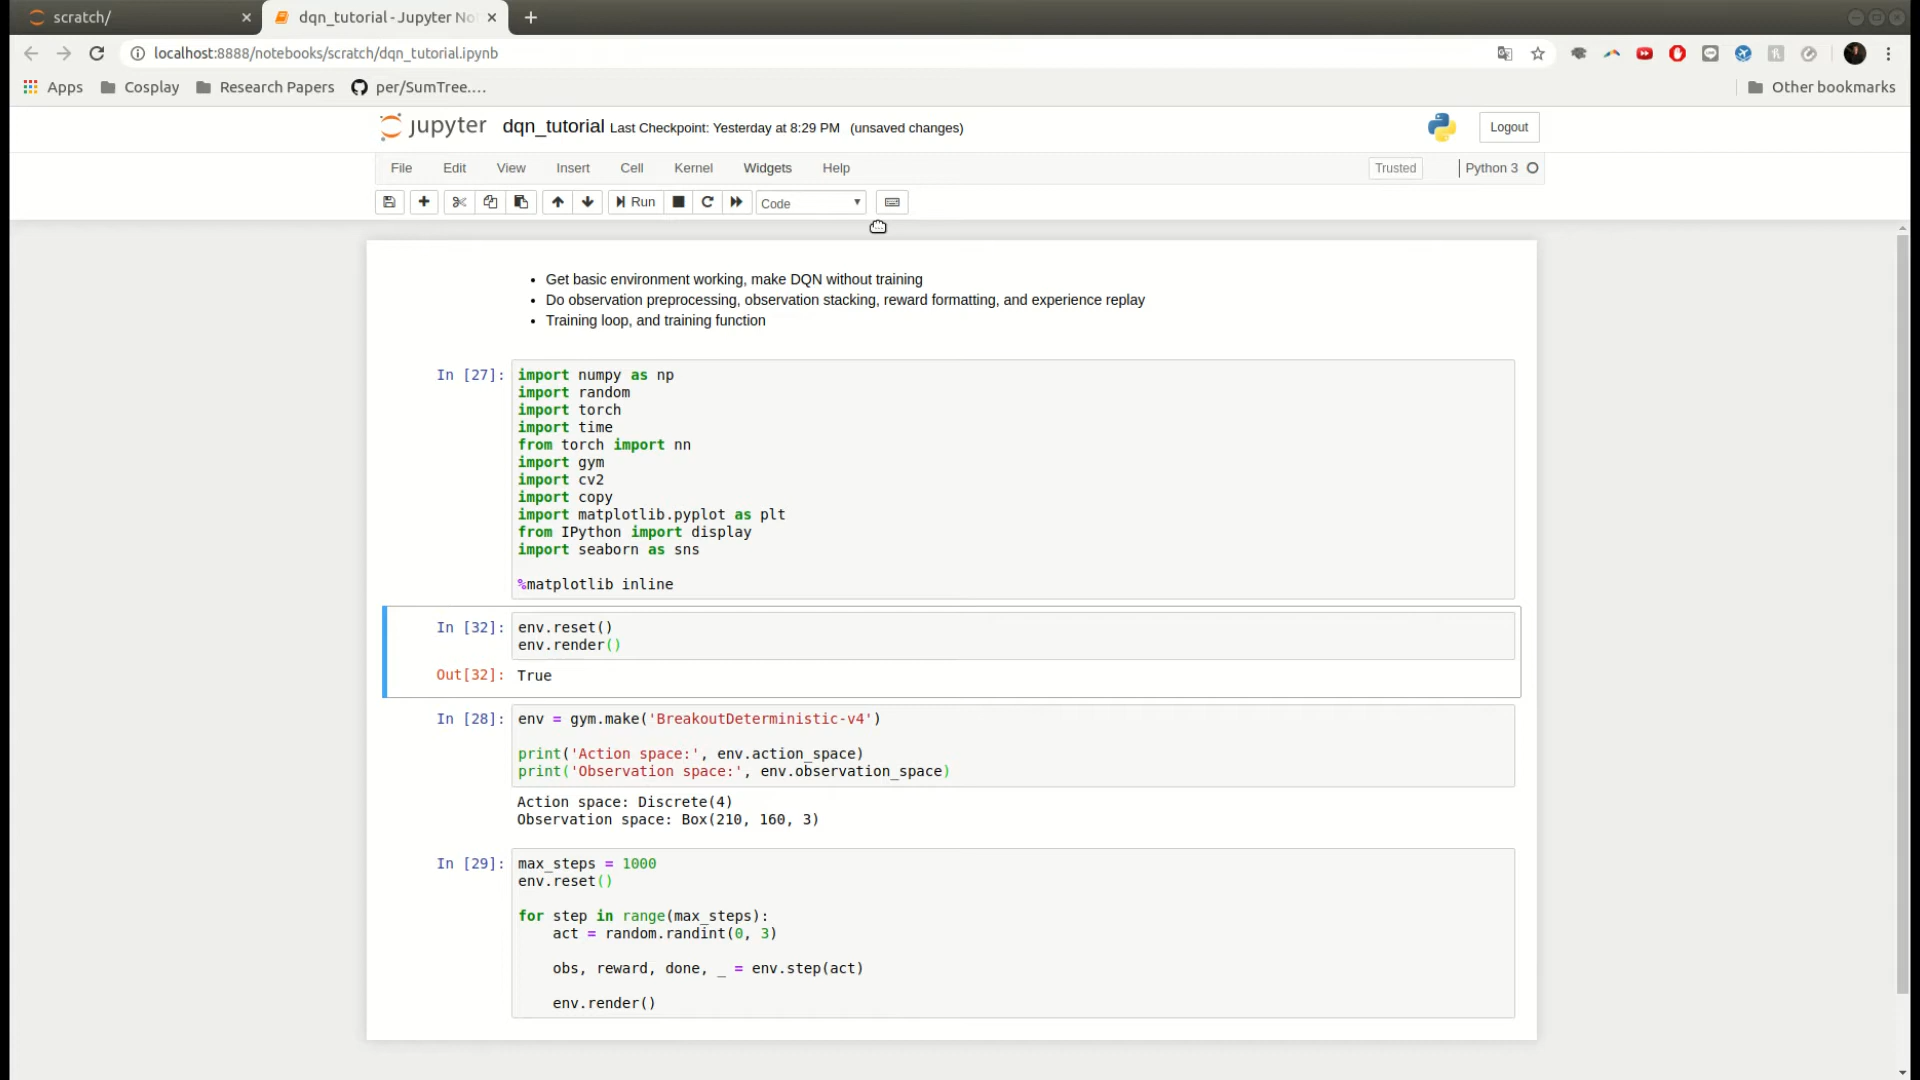 scratch/
dqn_tutorial - Jupyter No
localhost:8888/notebooks/scratch/dqn_tutorial.ipynb
Apps Cosplay Research Papers per/SumTree.... Other bookmarks
jupyter dqn_tutorial Last Checkpoint: Yesterday at 8:29 PM (unsaved changes) Logout
File Edit View Insert Cell Kernel Widgets Help Trusted Python 3
Run Code
• Get basic environment working, make DQN without training
• Do observation preprocessing, observation stacking, reward formatting, and experience replay
• Training loop, and training function
In [27]: import numpy as np
import random
import torch
import time
from torch import nn
import gym
import cv2
import copy
import matplotlib.pyplot as plt
from IPython import display
import seaborn as sns
%matplotlib inline
In [32]: env.reset()
env.render()
Out[32]: True
In [28]: env = gym.make('BreakoutDeterministic-v4')
print('Action space:', env.action_space)
print('Observation space:', env.observation_space)
Action space: Discrete(4)
Observation space: Box(210, 160, 3)
In [29]: max_steps = 1000
env.reset()
for step in range(max_steps):
act = random.randint(0, 3)
obs, reward, done, _ = env.step(act)
env.render()